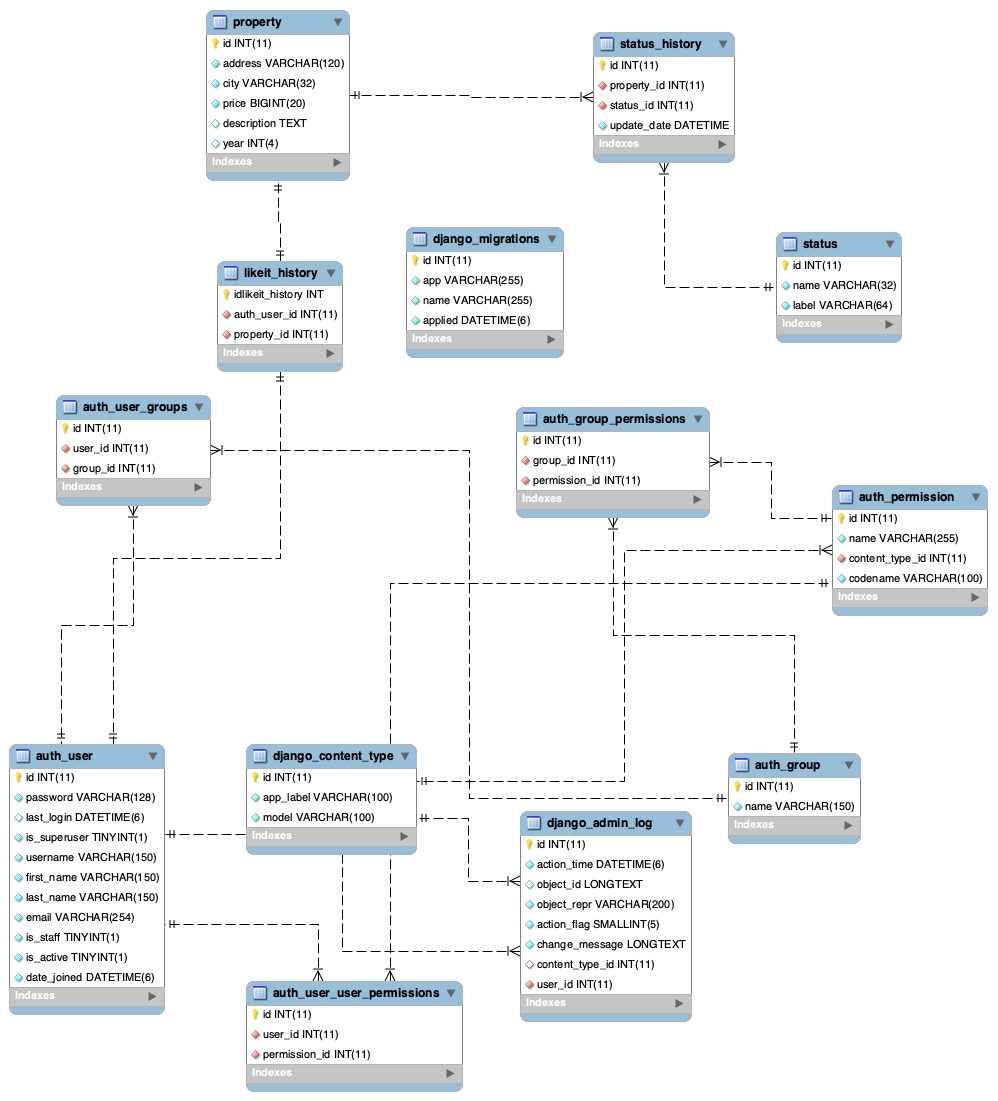 property
id INT(11)
address VARCHAR(120)
city VARCHAR(32)
price BIGINT(20)
description TEXT
year INT(4)
Indexes
status_history
id INT(11)
property_id INT(11)
status_id INT(11)
update_date DATETIME
Indexes
django_migrations
id INT(11)
app VARCHAR(255)
name VARCHAR(255)
applied DATETIME(6)
Indexes
status
id INT(11)
name VARCHAR(32)
label VARCHAR(64)
Indexes
likeit_history
idlikeit_history INT
auth_user_id INT(11)
property_id INT(11)
Indexes
auth_user_groups
id INT(11)
user_id INT(11)
group_id INT(11)
Indexes
auth_group_permissions
id INT(11)
group_id INT(11)
permission_id INT(11)
Indexes
auth_permission
id INT(11)
name VARCHAR(255)
content_type_id INT(11)
codename VARCHAR(100)
Indexes
auth_user
id INT(11)
password VARCHAR(128)
last_login DATETIME(6)
is_superuser TINYINT(1)
username VARCHAR(150)
first_name VARCHAR(150)
last_name VARCHAR(150)
email VARCHAR(254)
is_staff TINYINT(1)
is_active TINYINT(1)
date_joined DATETIME(6)
Indexes
django_content_type
id INT(11)
app_label VARCHAR(100)
model VARCHAR(100)
Indexes
auth_group
id INT(11)
name VARCHAR(150)
Indexes
django_admin_log
id INT(11)
action_time DATETIME(6)
object_id LONGTEXT
object_repr VARCHAR(200)
action_flag SMALLINT(5)
change_message LONGTEXT
content_type_id INT(11)
user_id INT(11)
Indexes
auth_user_user_permissions
id INT(11)
user_id INT(11)
permission_id INT(11)
Indexes